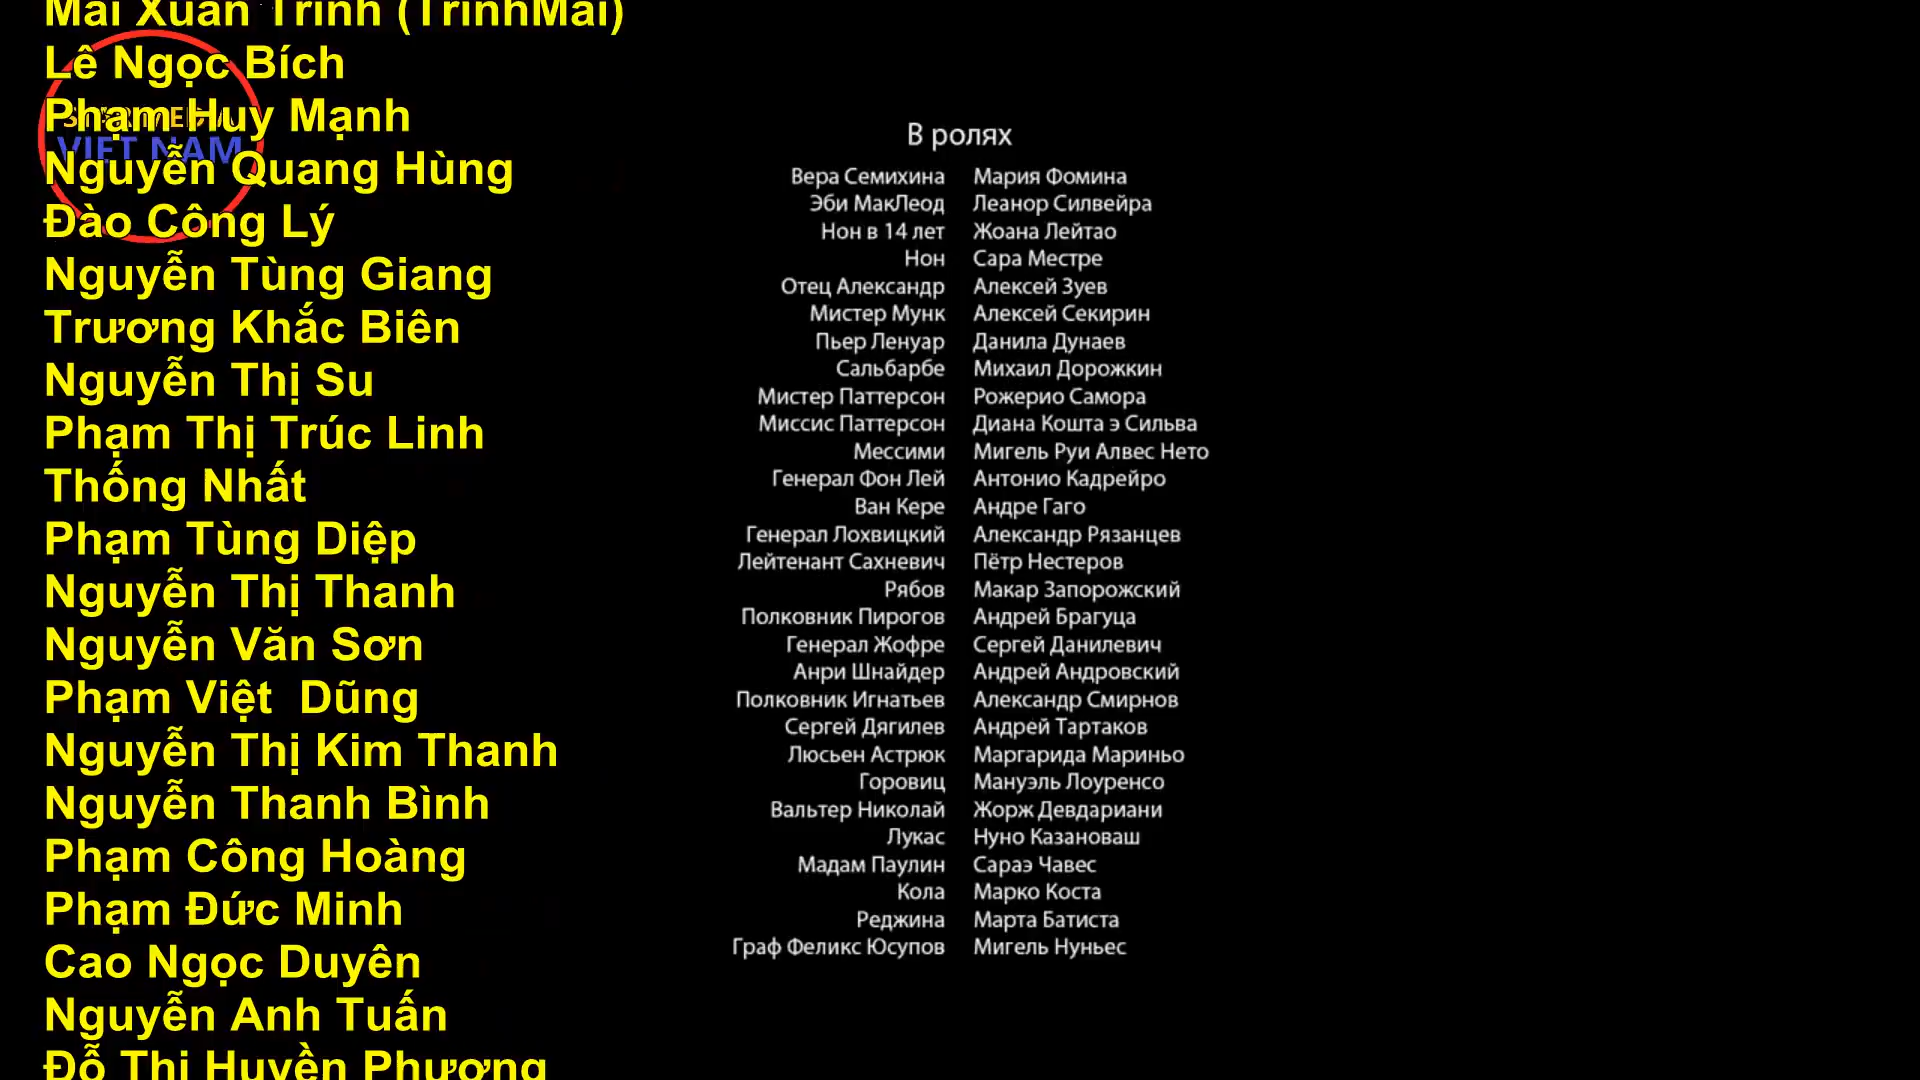 Mai Xuân Trinh (TrinhMai)
Lê Ngọc Bích
Phạm Huy Mạnh
VIỆT NAM
Nguyễn Quang Hùng
Đào Công Lý
Nguyễn Tùng Giang
Trương Khắc Biên
Nguyễn Thị Su
Phạm Thị Trúc Linh
Thống Nhất
Phạm Tùng Diệp
Nguyễn Thị Thanh
Nguyễn Văn Sơn
Phạm Việt Dũng
Nguyễn Thị Kim Thanh
Nguyễn Thanh Bình
Phạm Công Hoàng
Phạm Đức Minh
Cao Ngọc Duyên
Nguyễn Anh Tuấn
Đỗ Thị Huyền Phương
В ролях
Вера Семихина Мария Фомина
Эби МакЛеод Леанор Силвейра
Нон в 14 лет Жоана Лейтао
Нон Сара Местре
Отец Александр Алексей Зуев
Мистер Мунк Алексей Секирин
Пьер Ленуар Данила Дунаев
Сальбарбе Михаил Дорожкин
Мистер Паттерсон Рожерио Самора
Миссис Паттерсон Диана Кошта э Сильва
Мессими Мигель Руи Алвес Нето
Генерал Фон Лей Антонио Кадрейро
Ван Кере Андре Гаго
Генерал Лохвицкий Александр Рязанцев
Лейтенант Сахневич Пётр Нестеров
Рябов Макар Запорожский
Полковник Пирогов Андрей Брагуца
Генерал Жофре Сергей Данилевич
Анри Шнайдер Андрей Андровский
Полковник Игнатьев Александр Смирнов
Сергей Дягилев Андрей Тартаков
Люсьен Астрюк Маргарида Мариньо
Горовиц Мануэль Лоуренсо
Вальтер Николай Жорж Девдариани
Лукас Нуно Казановаш
Мадам Паулин Сараэ Чавес
Кола Марко Коста
Реджина Марта Батиста
Граф Феликс Юсупов Мигель Нуньес